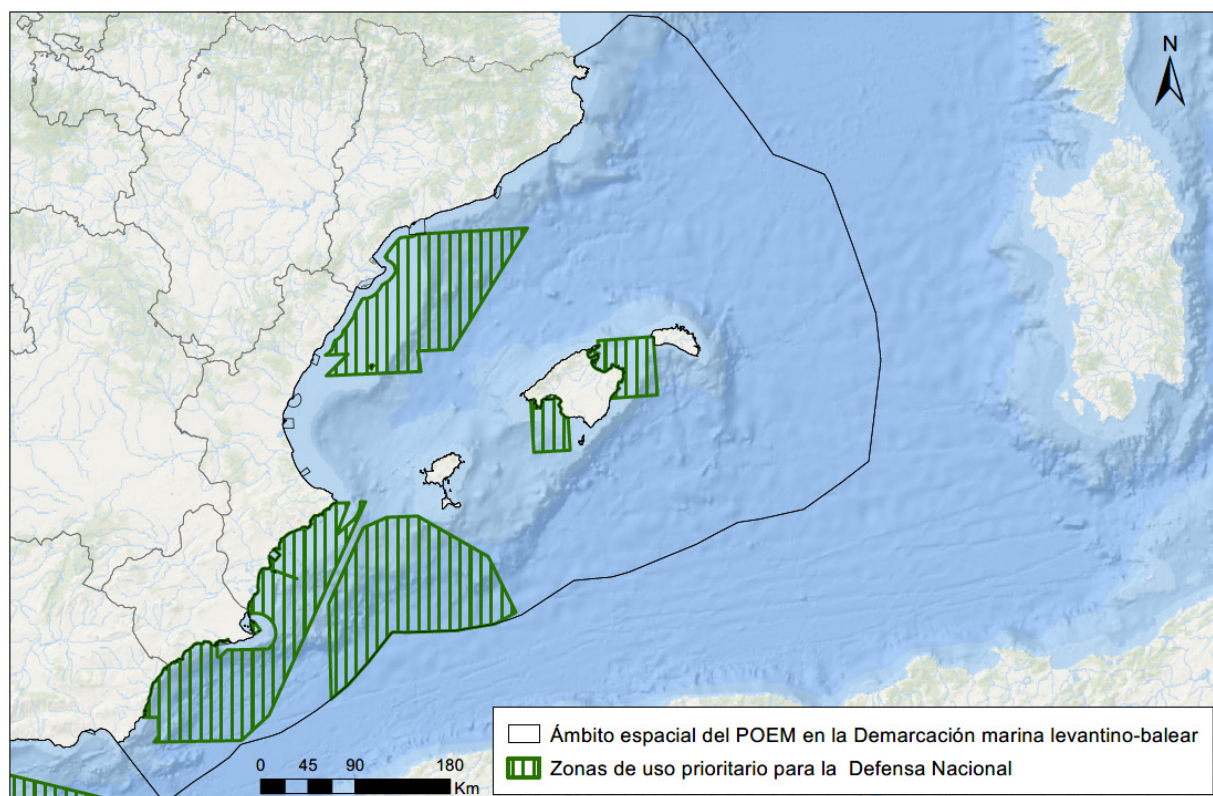 N
Ámbito espacial del POEM en la Demarcación marina levantino-balear
Zonas de uso prioritario para la Defensa Nacional
0 45 90 180
Km